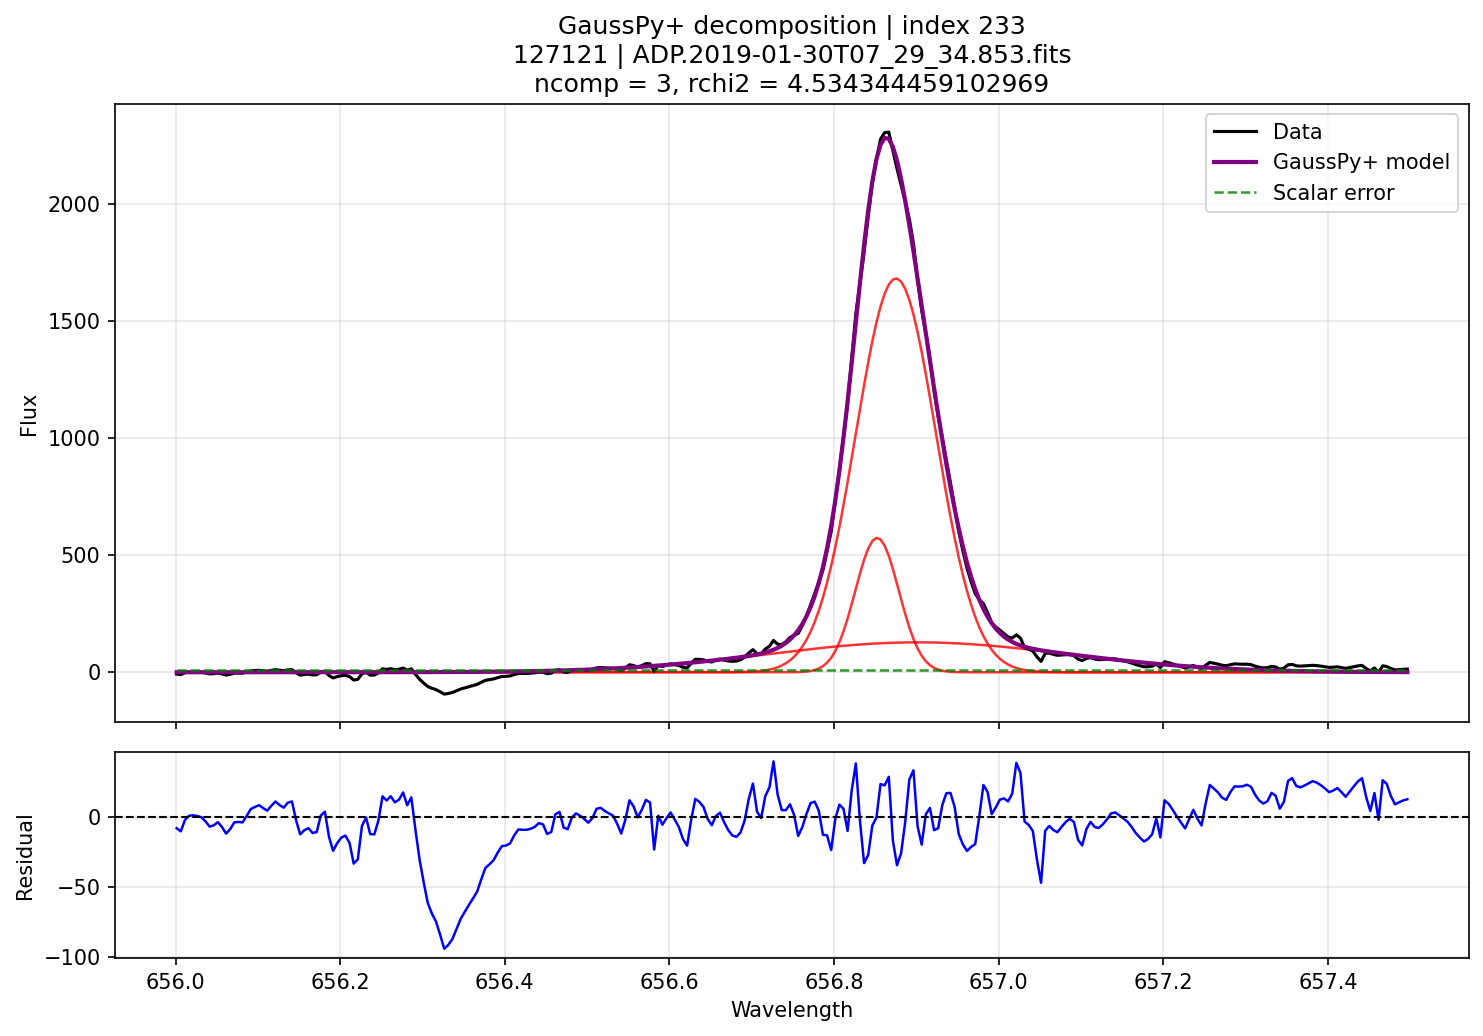 GaussPy+ decomposition | index 233
127121 | ADP.2019-01-30T07_29_34.853.fits
ncomp = 3, rchi2 = 4.534344459102969
Data
GaussPy+ model
Scalar error
Flux
2000
1500
1000
500
0
Residual
0
−50
−100
656.0 656.2 656.4 656.6 656.8 657.0 657.2 657.4
Wavelength